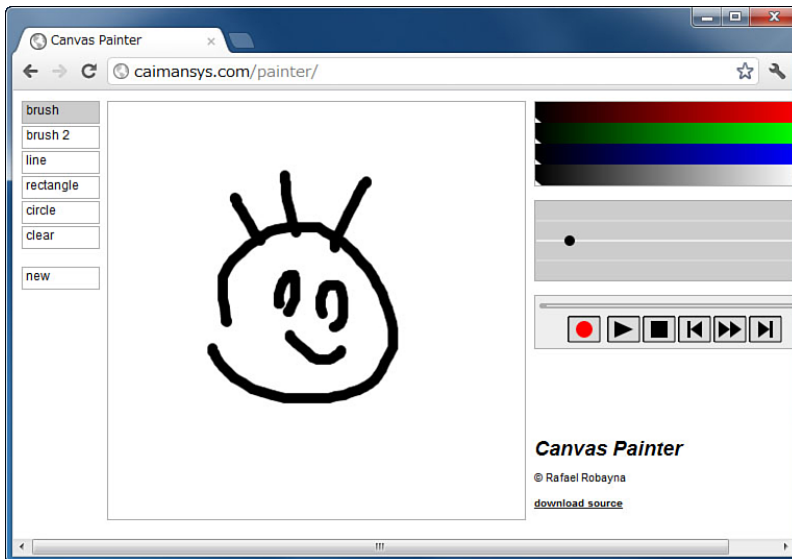 Canvas Painter
caimansys.com/painter/
brush
brush 2
line
rectangle
circle
clear
new
Canvas Painter
© Rafael Robayna
download source